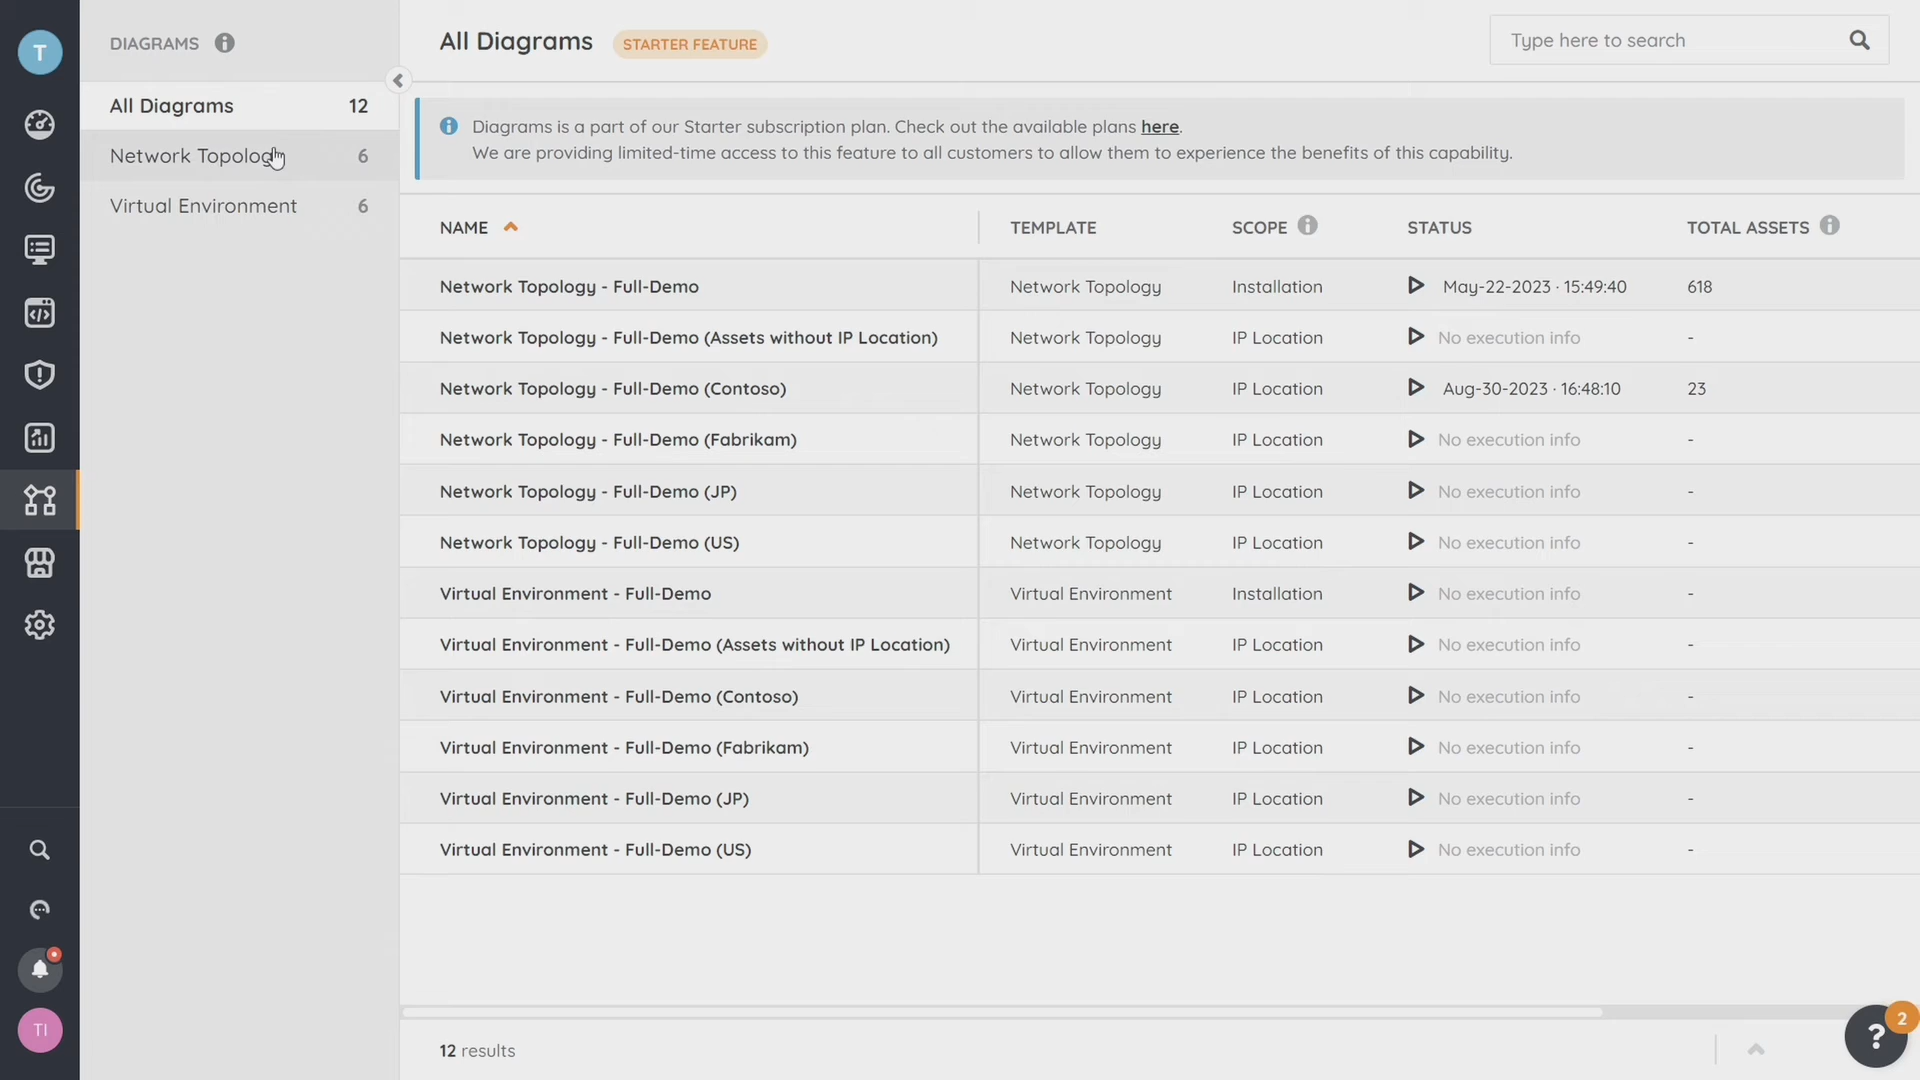 T
DIAGRAMS
All Diagrams 12
Network Topolog 6
Virtual Environment 6
All Diagrams STARTER FEATURE
Type here to search
Diagrams is a part of our Starter subscription plan. Check out the available plans here.
We are providing limited-time access to this feature to all customers to allow them to experience the benefits of this capability.
NAME TEMPLATE SCOPE STATUS TOTAL ASSETS
Network Topology - Full-Demo Network Topology Installation May-22-2023 · 15:49:40 618
Network Topology - Full-Demo (Assets without IP Location) Network Topology IP Location No execution info -
Network Topology - Full-Demo (Contoso) Network Topology IP Location Aug-30-2023 · 16:48:10 23
Network Topology - Full-Demo (Fabrikam) Network Topology IP Location No execution info -
Network Topology - Full-Demo (JP) Network Topology IP Location No execution info -
Network Topology - Full-Demo (US) Network Topology IP Location No execution info -
Virtual Environment - Full-Demo Virtual Environment Installation No execution info -
Virtual Environment - Full-Demo (Assets without IP Location) Virtual Environment IP Location No execution info -
Virtual Environment - Full-Demo (Contoso) Virtual Environment IP Location No execution info -
Virtual Environment - Full-Demo (Fabrikam) Virtual Environment IP Location No execution info -
Virtual Environment - Full-Demo (JP) Virtual Environment IP Location No execution info -
Virtual Environment - Full-Demo (US) Virtual Environment IP Location No execution info -
12 results
TI
? 2